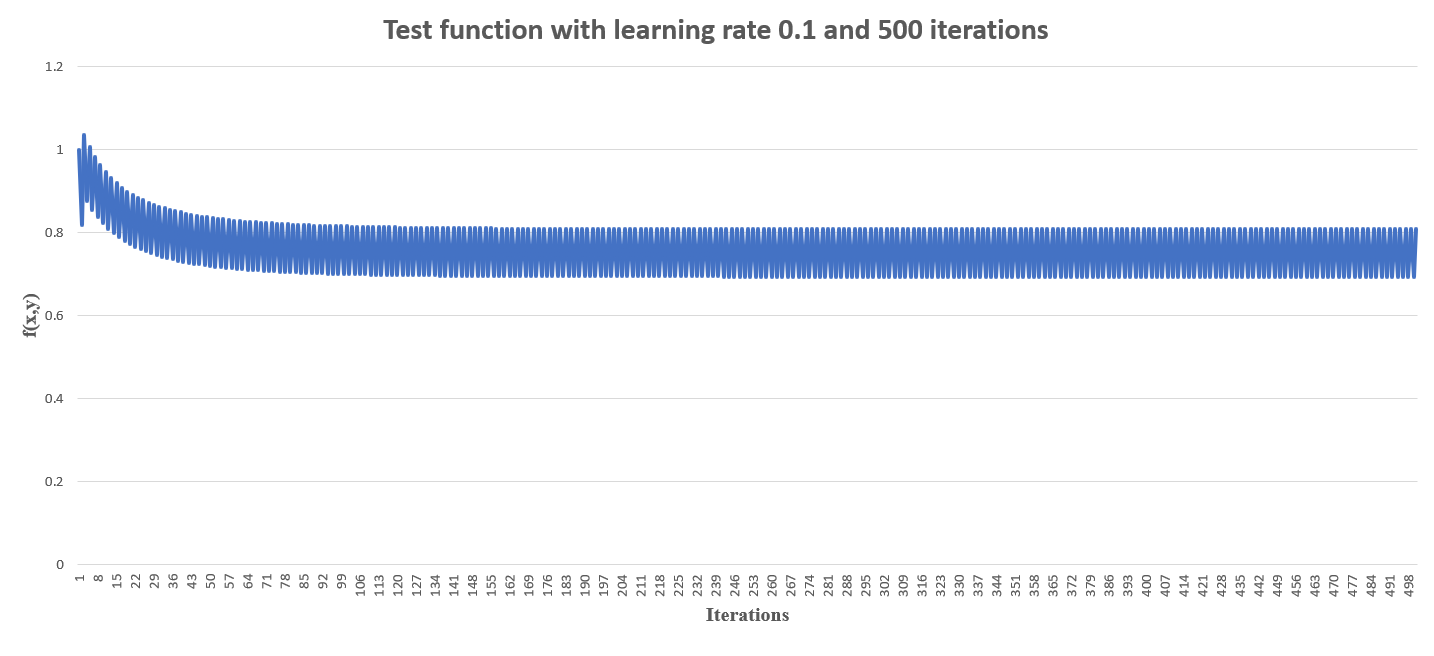 Test function with learning rate 0.1 and 500 iterations
1.2
1
0.8
0.6
0.4
0.2
0
f(x,y)
1 8 15 22 29 36 43 50 57 64 71 78 85 92 99 106 113 120 127 134 141 148 155 162 169 176 183 190 197 204 211 218 225 232 239 246 253 260 267 274 281 288 295 302 309 316 323 330 337 344 351 358 365 372 379 386 393 400 407 414 421 428 435 442 449 456 463 470 477 484 491 498
Iterations